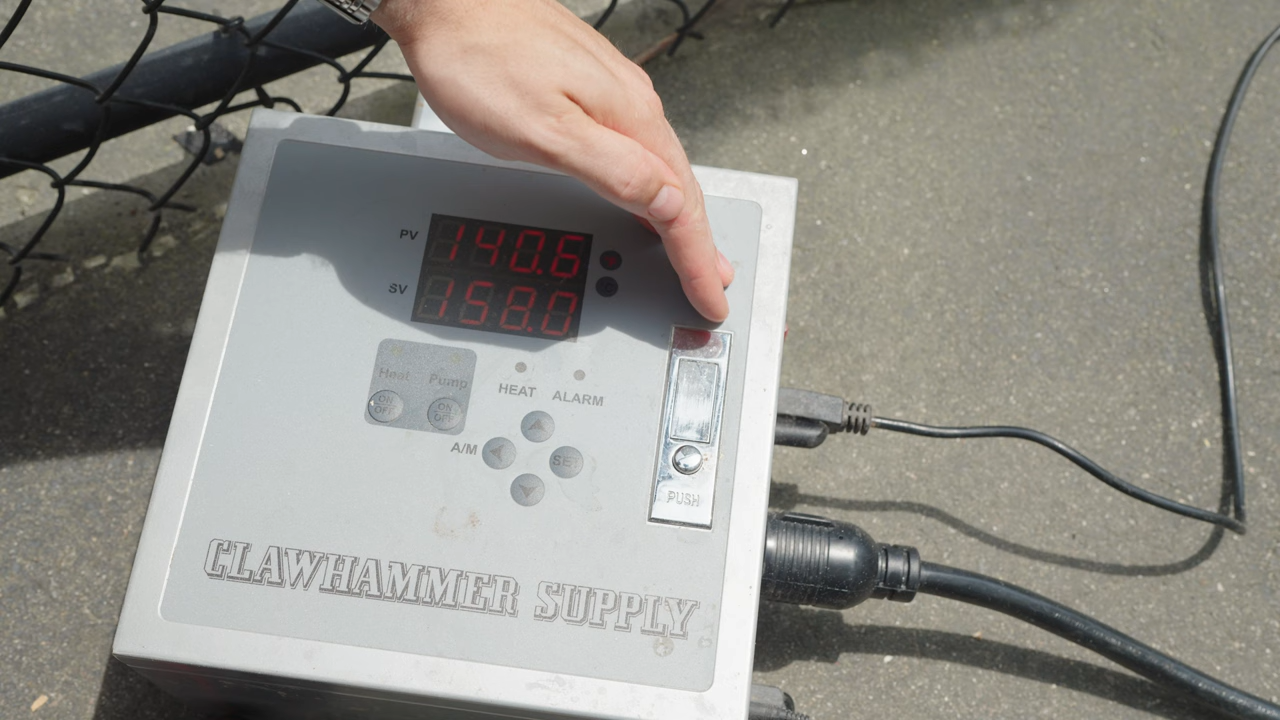 PV 140.6
SV 158.0
Heat Pump
ON OFF ON OFF
HEAT ALARM
A/M SET
PUSH
CLAWHAMMER SUPPLY